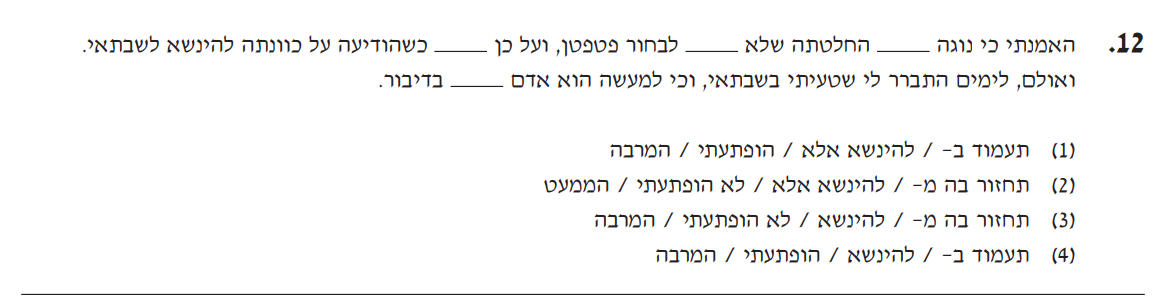 12. האמנתי כי נוגה _____ החלטתה שלא _____ לבחור פטפטן, ועל כן _____ כשהודיעה על כוונתה להינשא לשבתאי.
ואולם, לימים התברר לי שטעיתי בשבתאי, וכי למעשה הוא אדם _____ בדיבור.
(1) תעמוד ב- / להינשא אלא / הופתעתי / המרבה
(2) תחזור בה מ- / להינשא אלא / לא הופתעתי / הממעט
(3) תחזור בה מ- / להינשא / לא הופתעתי / המרבה
(4) תעמוד ב- / להינשא / הופתעתי / המרבה